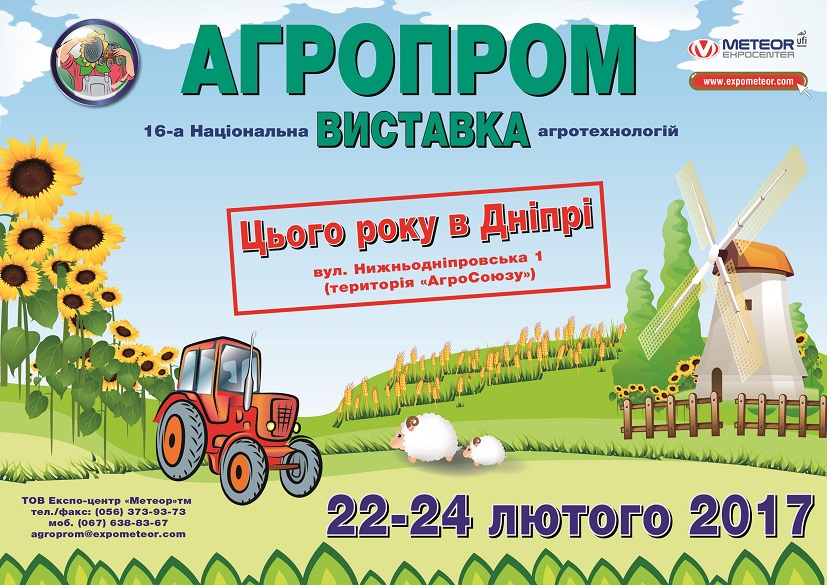 АГРОПРОМ
METEOR ufi
EXPOCENTER
www.expometeor.com
16-а Національна ВИСТАВКА агротехнологій
Цього року в Дніпрі
вул. Нижньодніпровська 1
(територія «АгроСоюзу»)
ТОВ Експо-центр «Метеор»тм
тел./факс: (056) 373-93-73
моб. (067) 638-83-67
agroprom@expometeor.com
22-24 лютого 2017